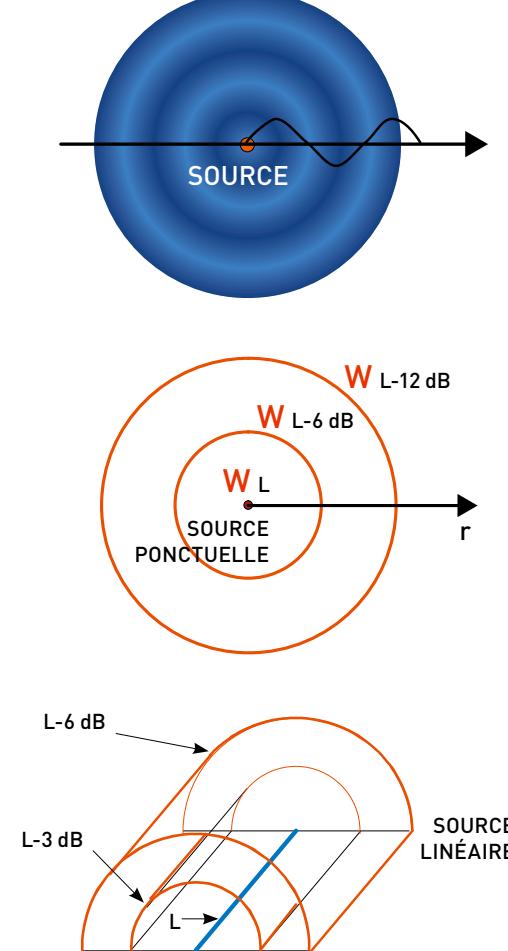 SOURCE
W L-12 dB
W L-6 dB
W L
SOURCE
PONCTUELLE
r
L-6 dB
SOURCE
LINÉAIRE
L-3 dB
L